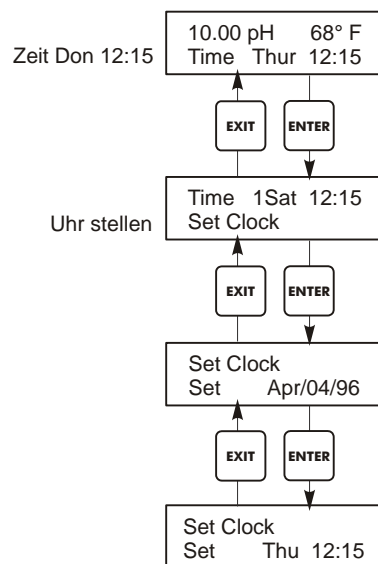 10.00 pH 68° F
Zeit Don 12:15 Time Thur 12:15
EXIT ENTER
Time 1Sat 12:15
Uhr stellen Set Clock
EXIT ENTER
Set Clock
Set Apr/04/96
EXIT ENTER
Set Clock
Set Thu 12:15